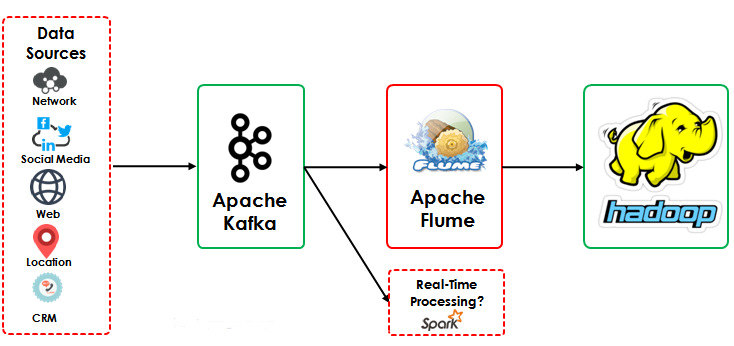 Data
Sources
Network
Social Media
Web
Location
CRM
Apache
Kafka
FLUME
Apache
Flume
Real-Time
Processing?
Spark
hadoop